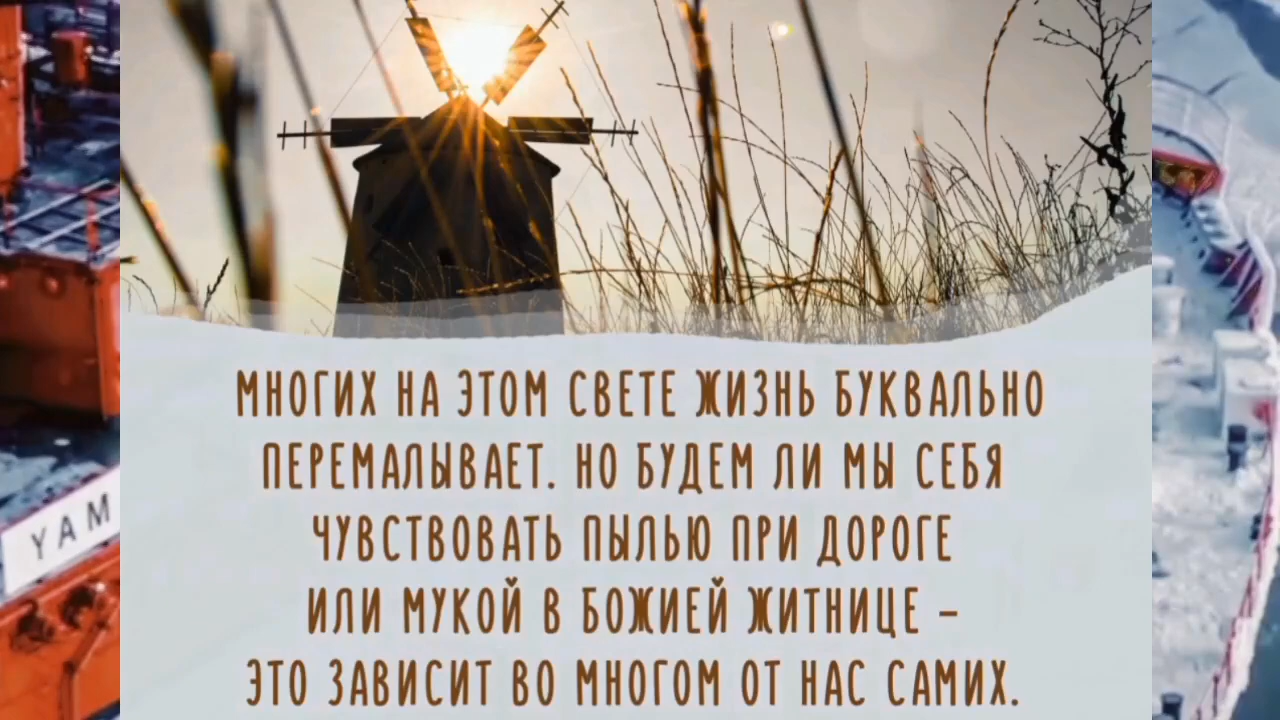 МНОГИХ НА ЭТОМ СВЕТЕ ЖИЗНЬ БУКВАЛЬНО
ПЕРЕМАЛЫВАЕТ. НО БУДЕМ ЛИ МЫ СЕБЯ
ЧУВСТВОВАТЬ ПЫЛЬЮ ПРИ ДОРОГЕ
ИЛИ МУКОЙ В БОЖИЕЙ ЖИТНИЦЕ –
ЭТО ЗАВИСИТ ВО МНОГОМ ОТ НАС САМИХ.
YAM